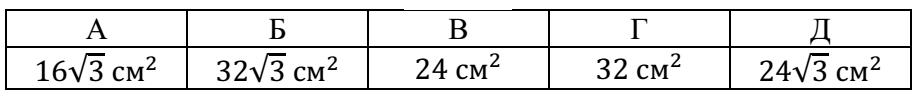 А Б В Г Д
16√3 см² 32√3 см² 24 см² 32 см² 24√3 см²